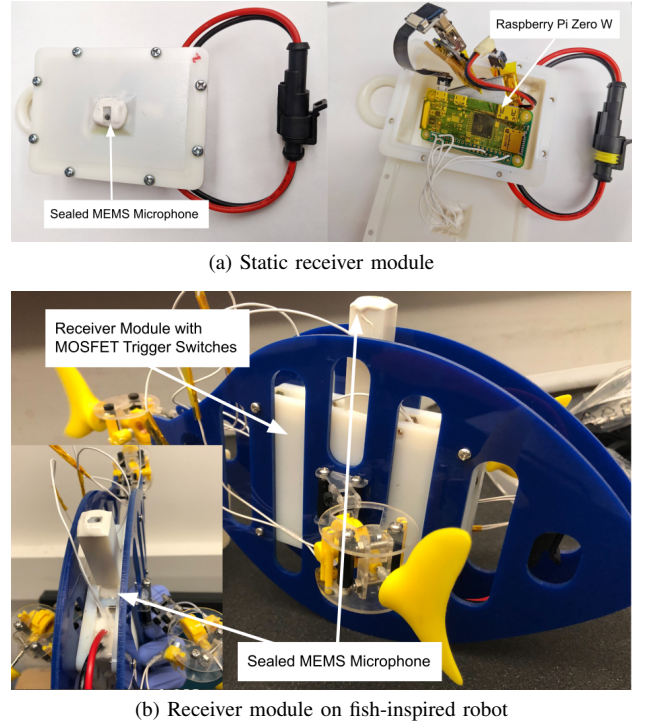 Raspberry Pi Zero W
Sealed MEMS Microphone
(a) Static receiver module
Receiver Module with
MOSFET Trigger Switches
Sealed MEMS Microphone
(b) Receiver module on fish-inspired robot